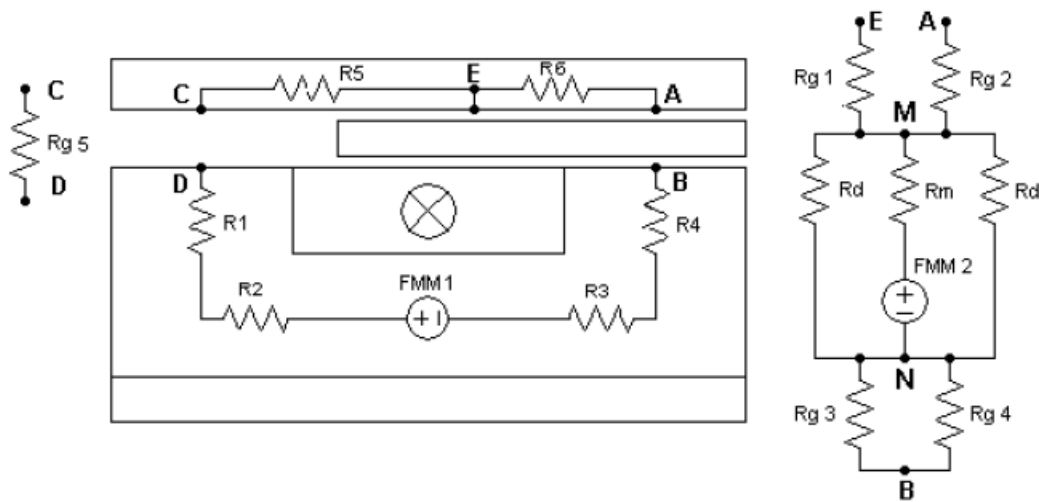 E A
Rg 1 Rg 2
M
Rd Rm Rd
FMM 2
N
Rg 3 Rg 4
B
C
Rg 5
D
R5 E R6
C A
D B
R1 R4
R2 FMM 1 R3